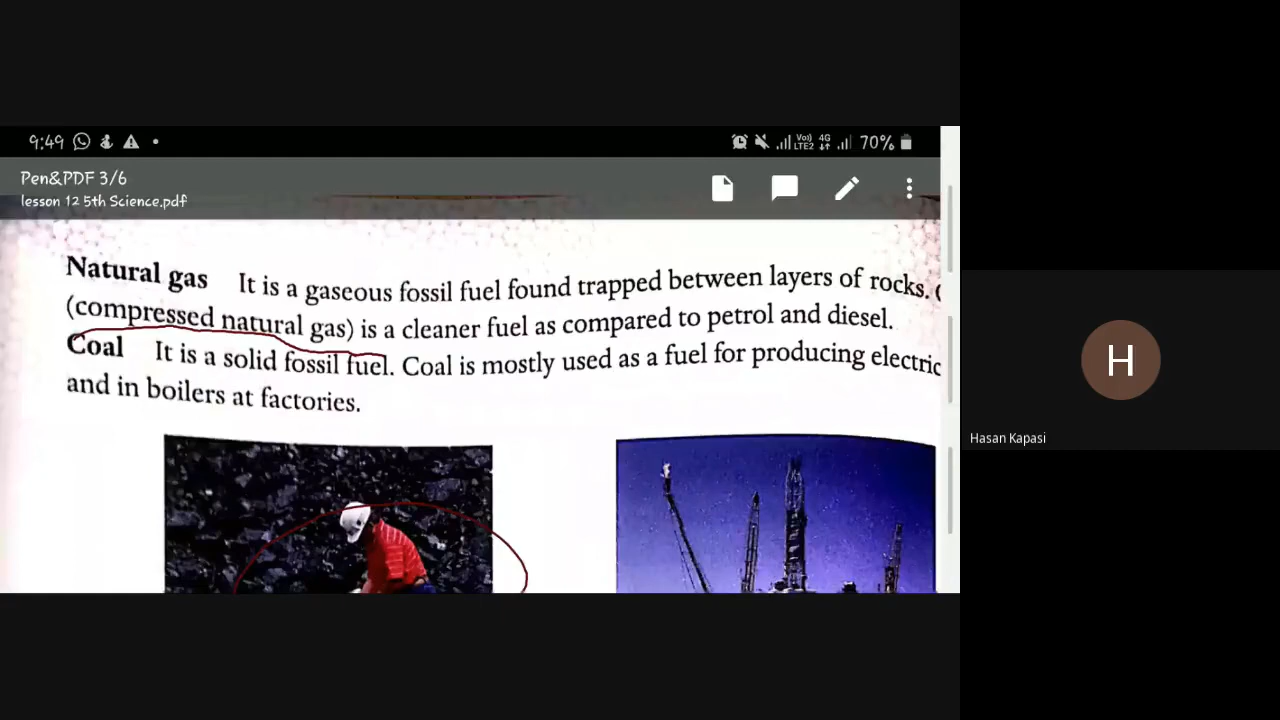 9:49
Vo)) 4G
LTE2 70%
Pen&PDF 3/6
lesson 12 5th Science.pdf
Natural gas It is a gaseous fossil fuel found trapped between layers of rocks.
(compressed natural gas) is a cleaner fuel as compared to petrol and diesel.
Coal It is a solid fossil fuel. Coal is mostly used as a fuel for producing electric
and in boilers at factories.
H
Hasan Kapasi